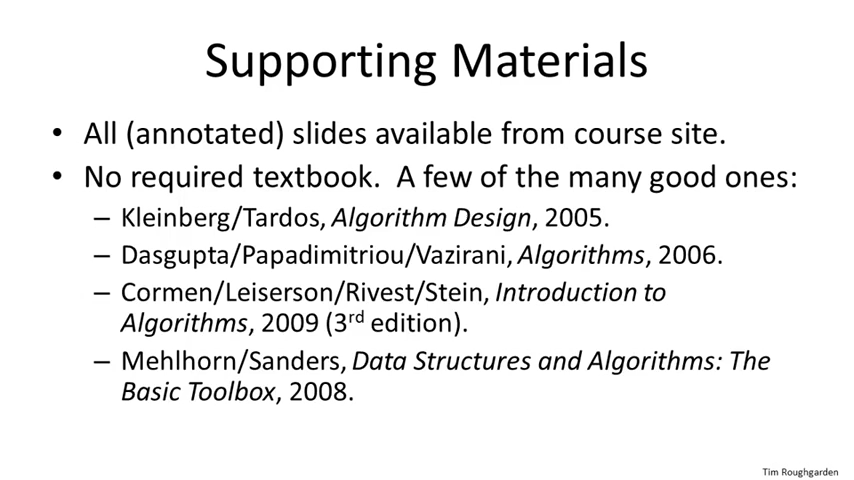 Supporting Materials
• All (annotated) slides available from course site.
• No required textbook. A few of the many good ones:
– Kleinberg/Tardos, Algorithm Design, 2005.
– Dasgupta/Papadimitriou/Vazirani, Algorithms, 2006.
– Cormen/Leiserson/Rivest/Stein, Introduction to
Algorithms, 2009 (3rd edition).
– Mehlhorn/Sanders, Data Structures and Algorithms: The
Basic Toolbox, 2008.
Tim Roughgarden